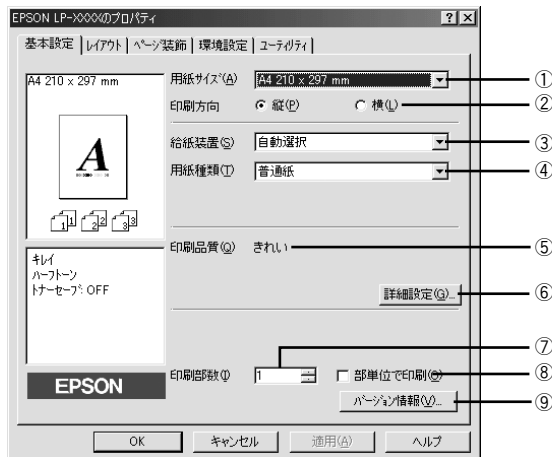 EPSON LP-XXXXのプロパティ
? ×
基本設定 レイアウト ページ装飾 環境設定 ユーティリティ
A4 210 x 297 mm
A
1 1 2 2 3 3
用紙サイズ(A) A4 210 x 297 mm ①
印刷方向 縦(P) 横(L) ②
給紙装置(S) 自動選択 ③
用紙種類(T) 普通紙 ④
印刷品質(Q) きれい ⑤
キレイ
ハーフトーン
トナーセーブ: OFF
詳細設定(G)... ⑥
⑦
印刷部数(I) 1 部単位で印刷(O) ⑧
EPSON
バージョン情報(V)... ⑨
OK キャンセル 適用(A) ヘルプ